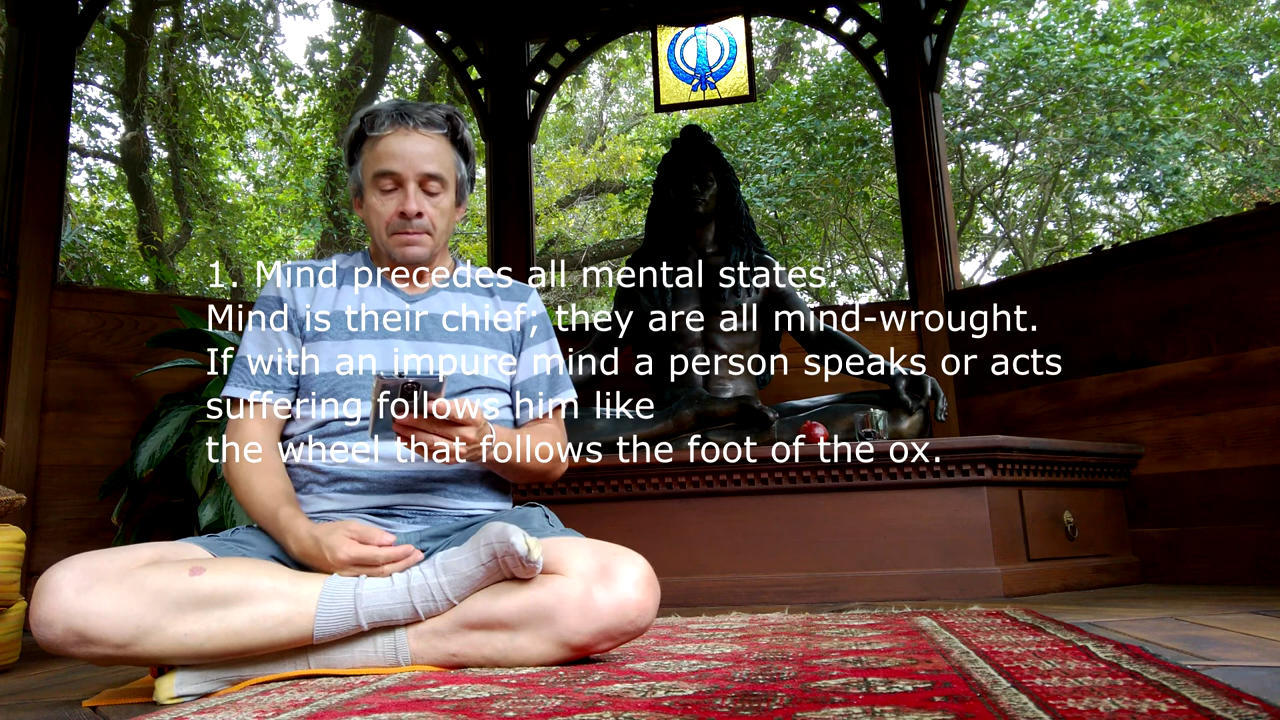 1. Mind precedes all mental states.
Mind is their chief; they are all mind-wrought.
If with an impure mind a person speaks or acts
suffering follows him like
the wheel that follows the foot of the ox.